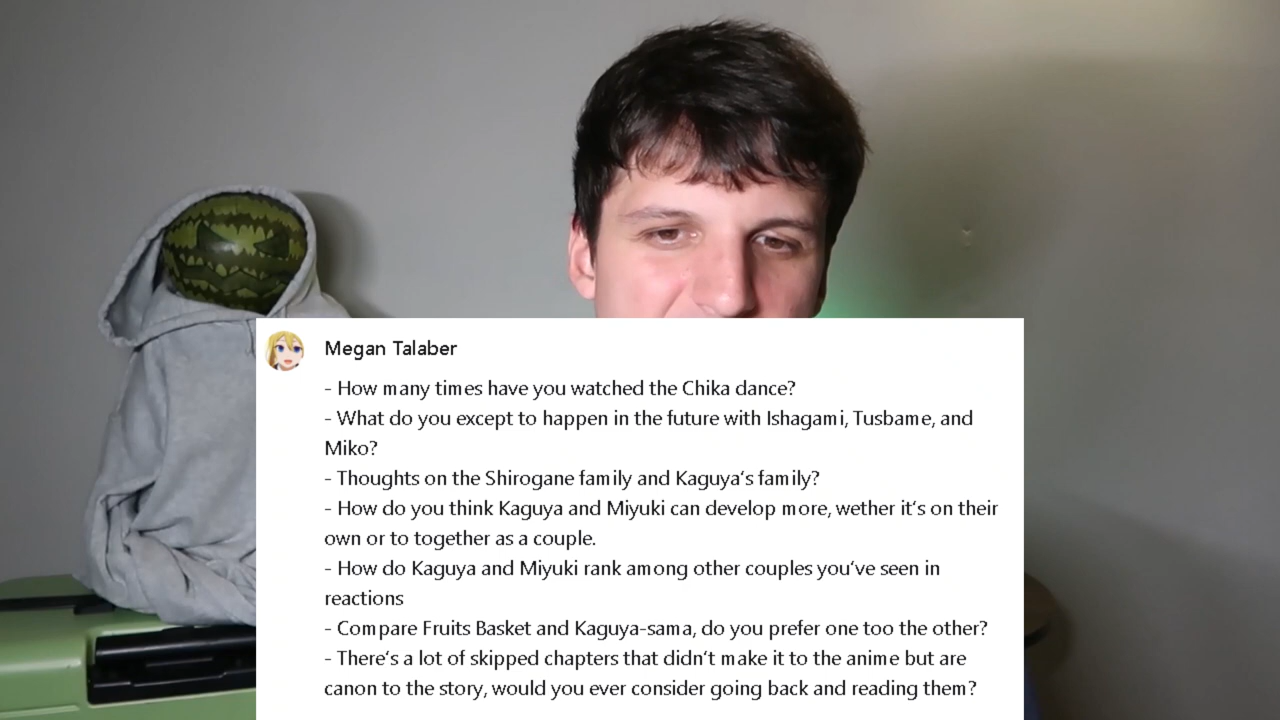 Megan Talaber
- How many times have you watched the Chika dance?
- What do you except to happen in the future with Ishagami, Tusbame, and
Miko?
- Thoughts on the Shirogane family and Kaguya's family?
- How do you think Kaguya and Miyuki can develop more, wether it's on their
own or to together as a couple.
- How do Kaguya and Miyuki rank among other couples you've seen in
reactions
- Compare Fruits Basket and Kaguya-sama, do you prefer one too the other?
- There's a lot of skipped chapters that didn't make it to the anime but are
canon to the story, would you ever consider going back and reading them?